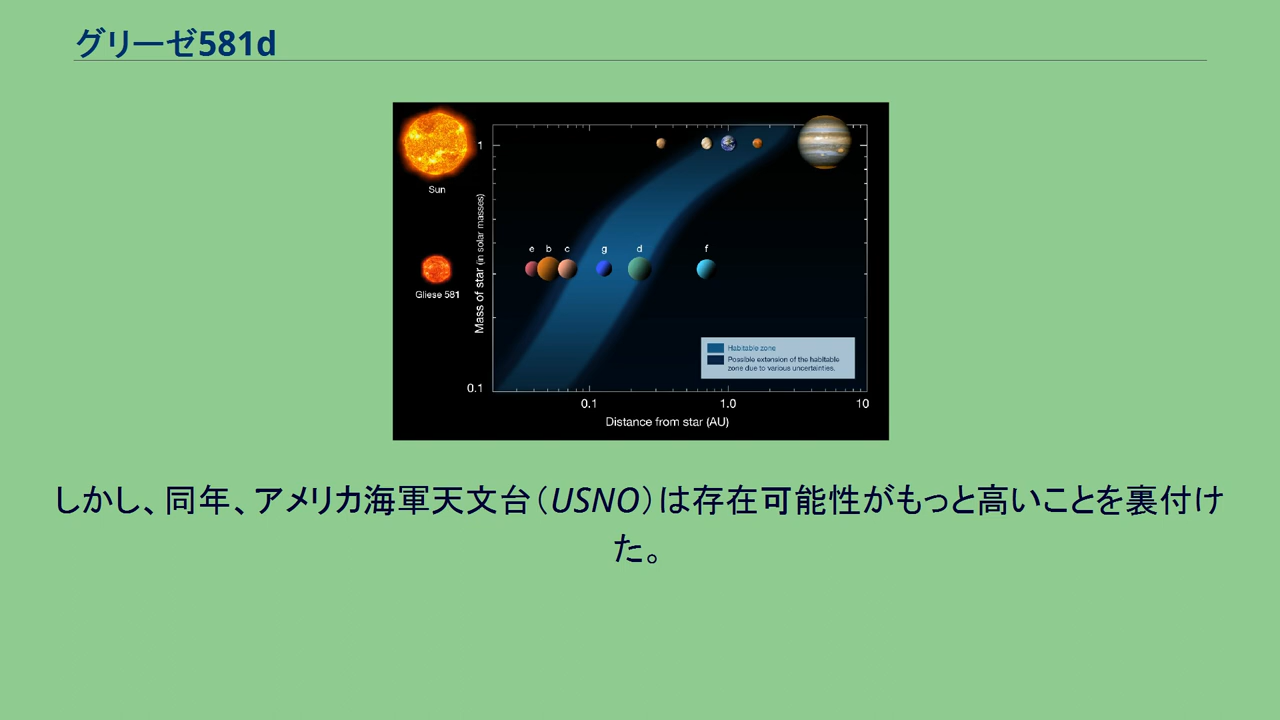 グリーゼ581d
Sun
1
Mass of star (in solar masses)
e b c g d f
Gliese 581
Habitable zone
Possible extension of the habitable
zone due to various uncertainties.
0.1
0.1 1.0 10
Distance from star (AU)
しかし、同年、アメリカ海軍天文台（USNO）は存在可能性がもっと高いことを裏付け
た。